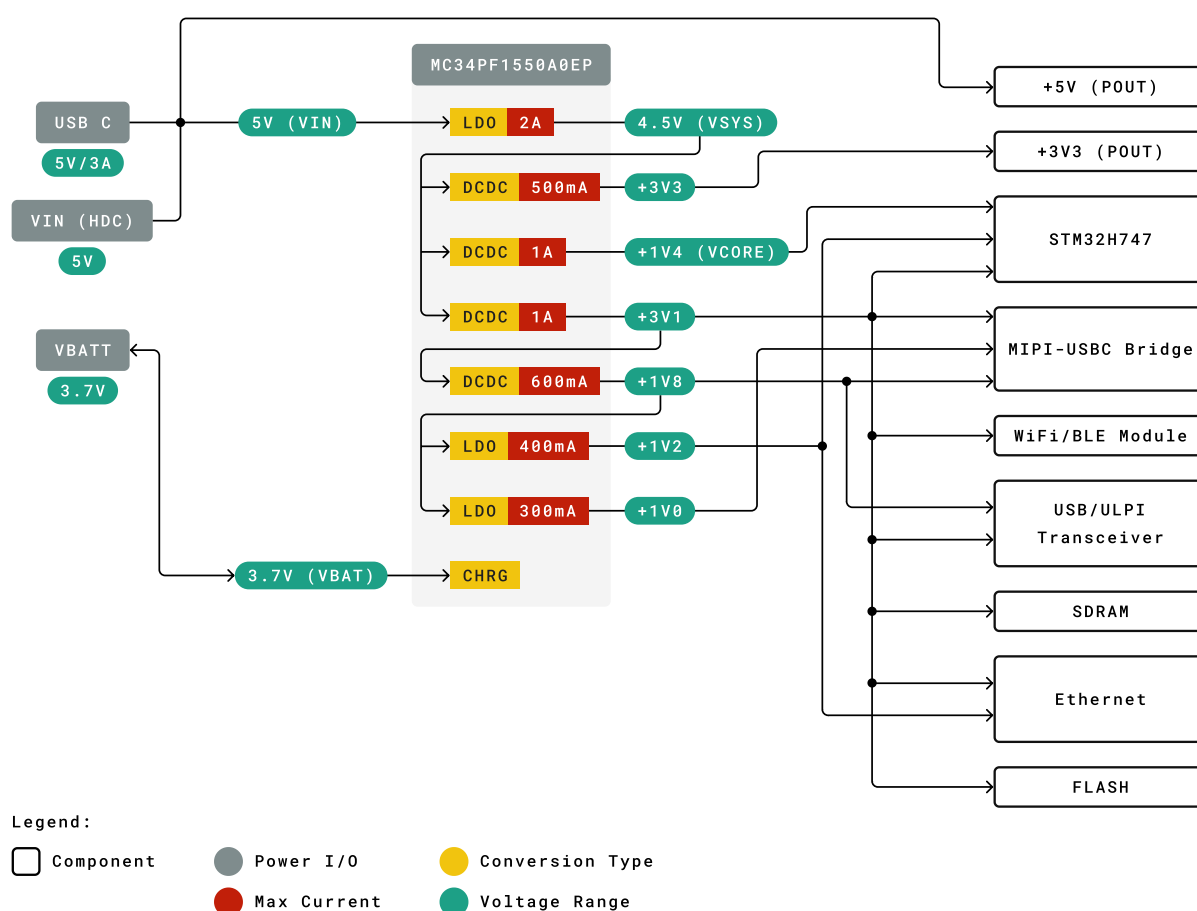 MC34PF1550A0EP
+5V (POUT)
USB C
5V (VIN)
LDO 2A
4.5V (VSYS)
5V/3A
+3V3 (POUT)
DCDC 500mA
+3V3
VIN (HDC)
5V
DCDC 1A
+1V4 (VCORE)
STM32H747
DCDC 1A
+3V1
VBATT
3.7V
MIPI-USBC Bridge
DCDC 600mA
+1V8
LDO 400mA
+1V2
WiFi/BLE Module
LDO 300mA
+1V0
USB/ULPI
Transceiver
3.7V (VBAT)
CHRG
SDRAM
Ethernet
FLASH
Legend:
Component
Power I/O
Conversion Type
Max Current
Voltage Range